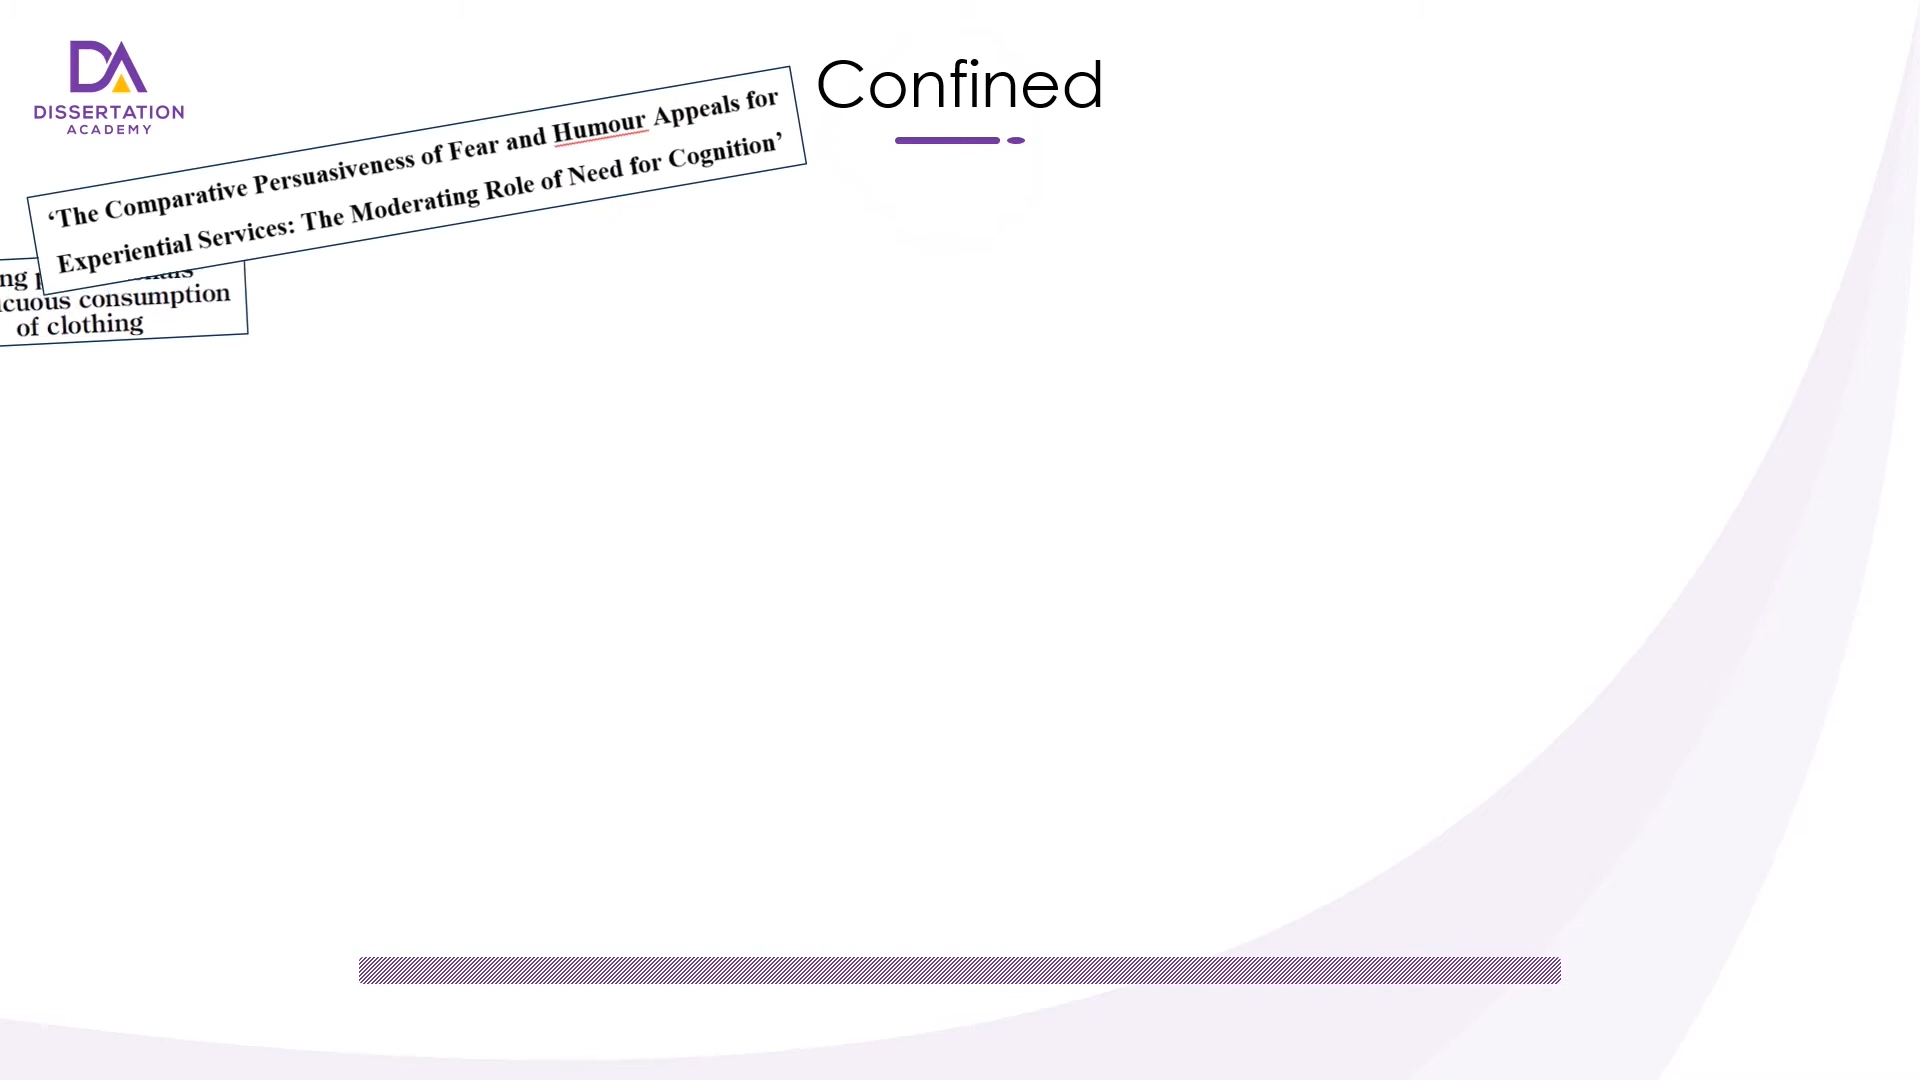 DISSERTATION
ACADEMY
Confined
‘The Comparative Persuasiveness of Fear and Humour Appeals for
Experiential Services: The Moderating Role of Need for Cognition’
consumption
of clothing